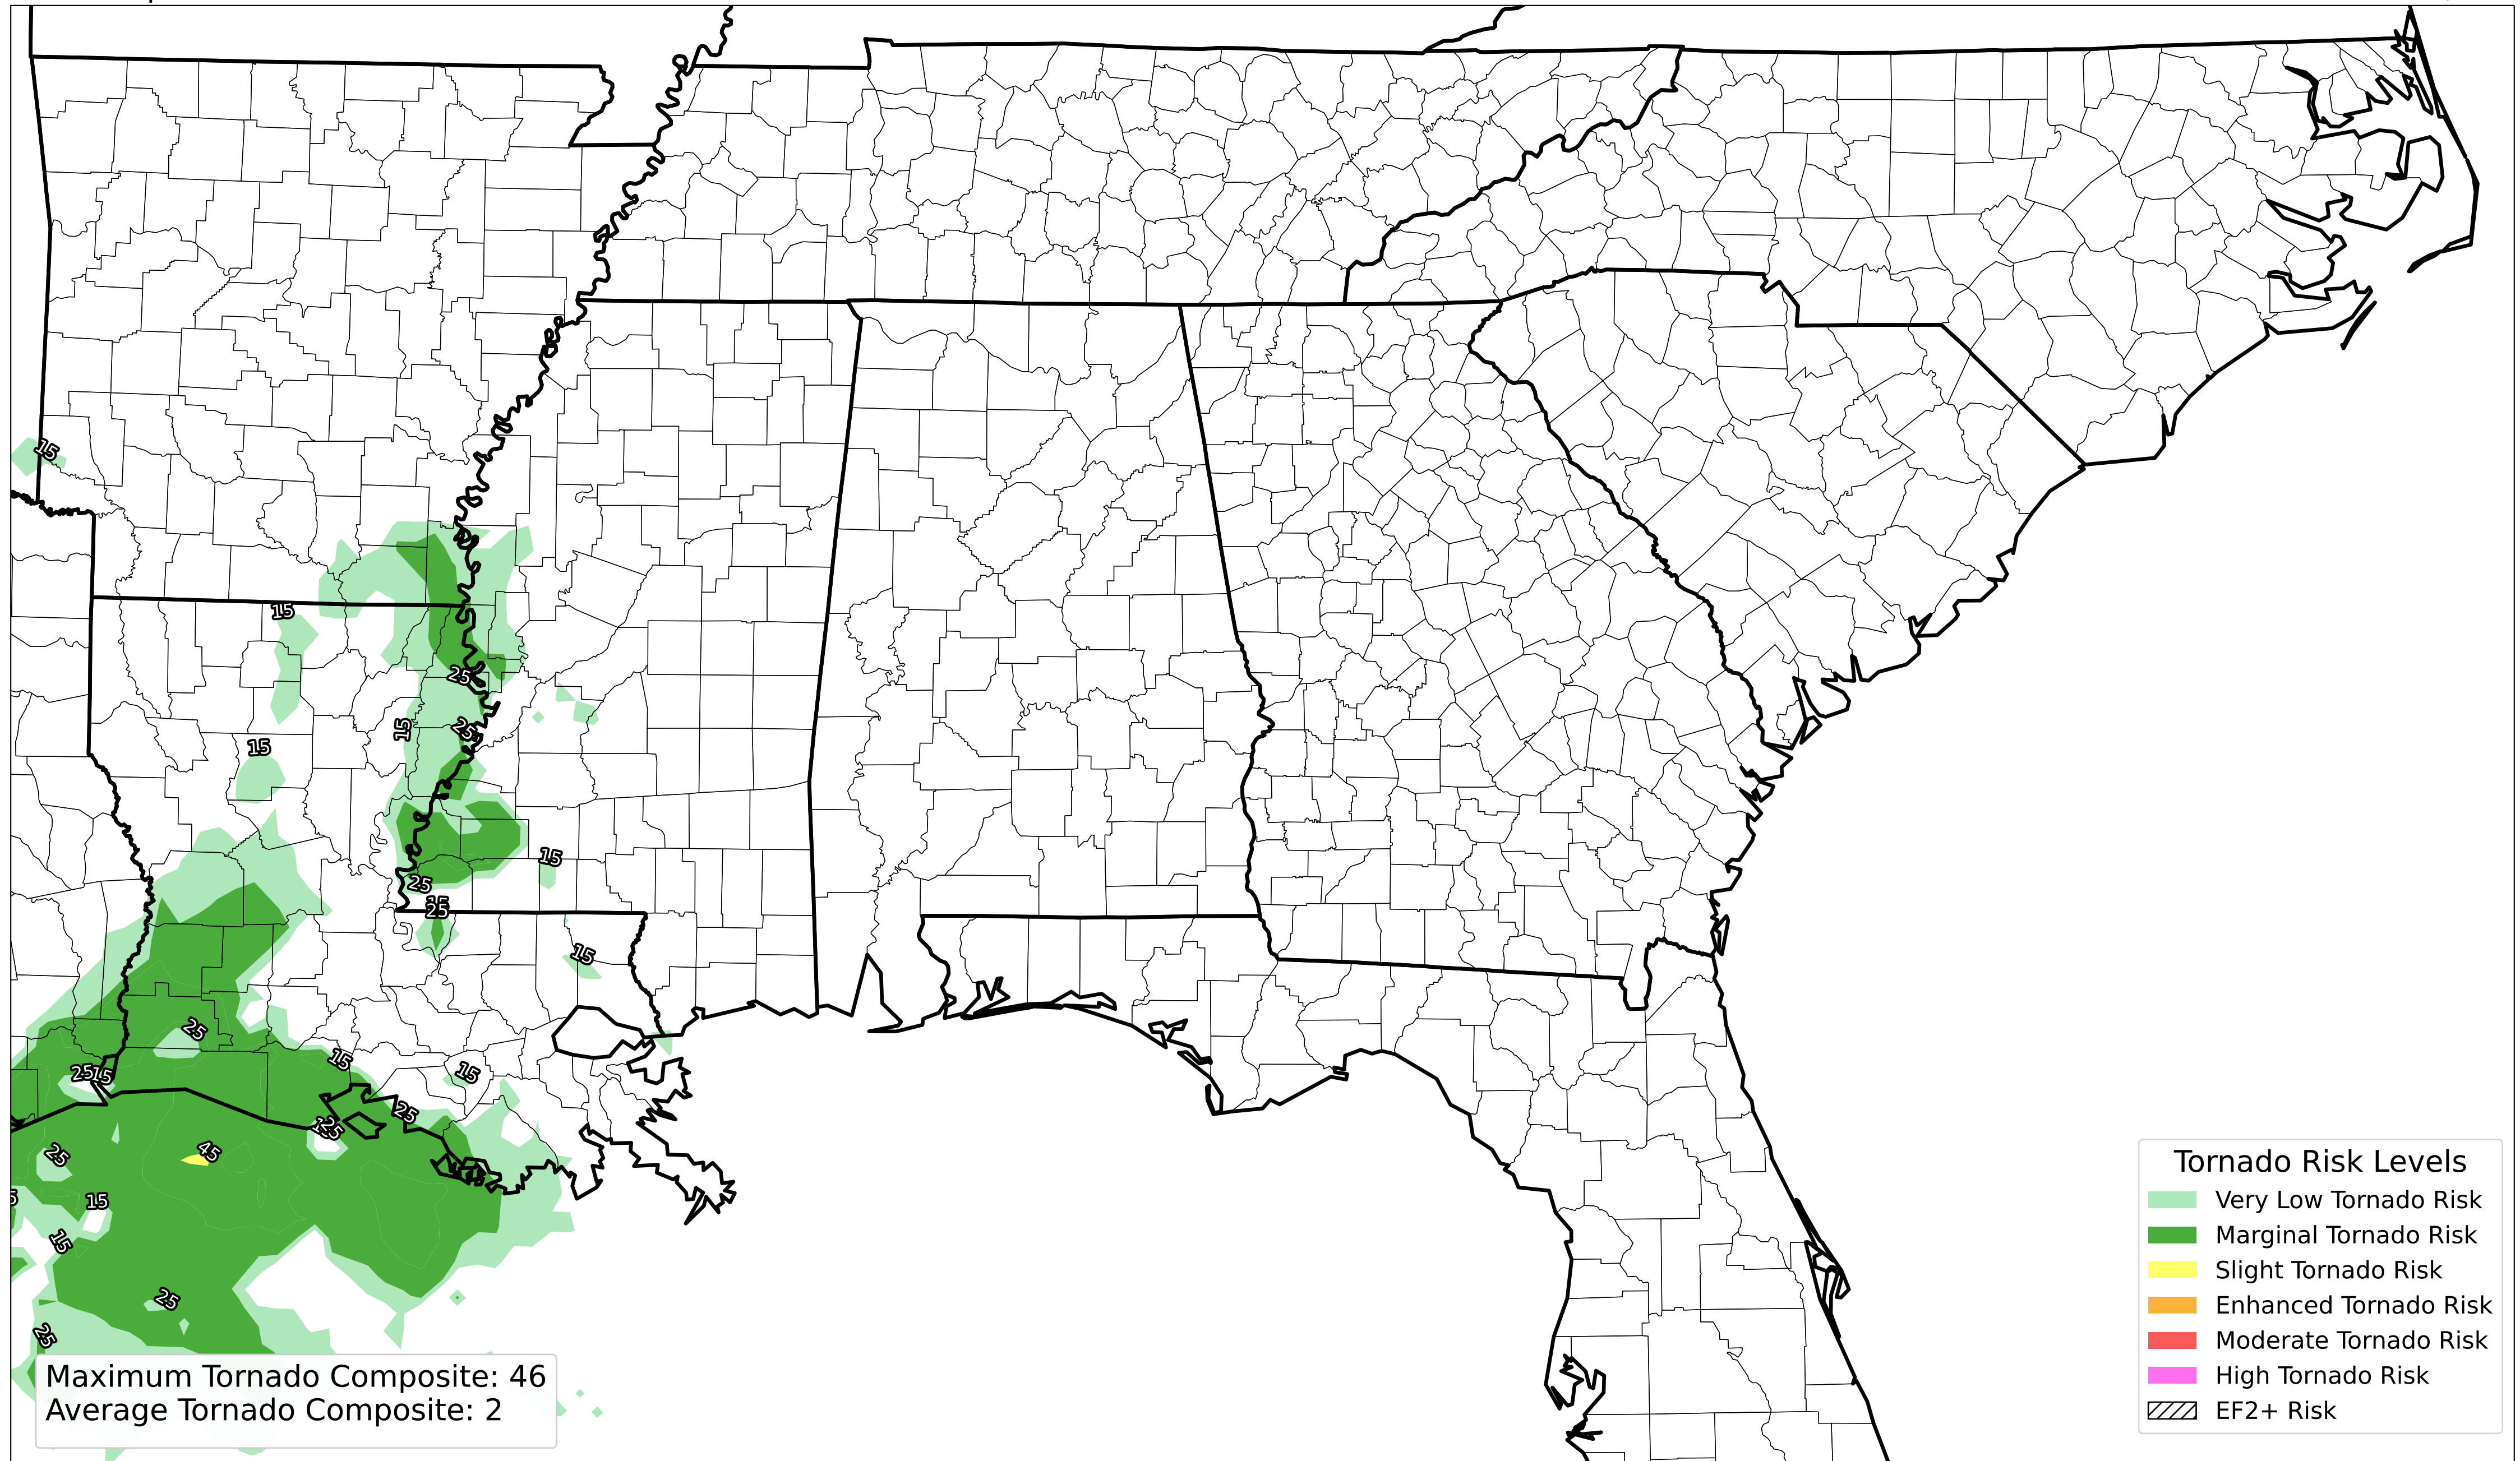 15
15
25
15
25
15
15
25
15
25
15
25
15
25
15
15
25
25
45
25
15
15
25
25
Maximum Tornado Composite: 46
Average Tornado Composite: 2
Tornado Risk Levels
Very Low Tornado Risk
Marginal Tornado Risk
Slight Tornado Risk
Enhanced Tornado Risk
Moderate Tornado Risk
High Tornado Risk
EF2+ Risk